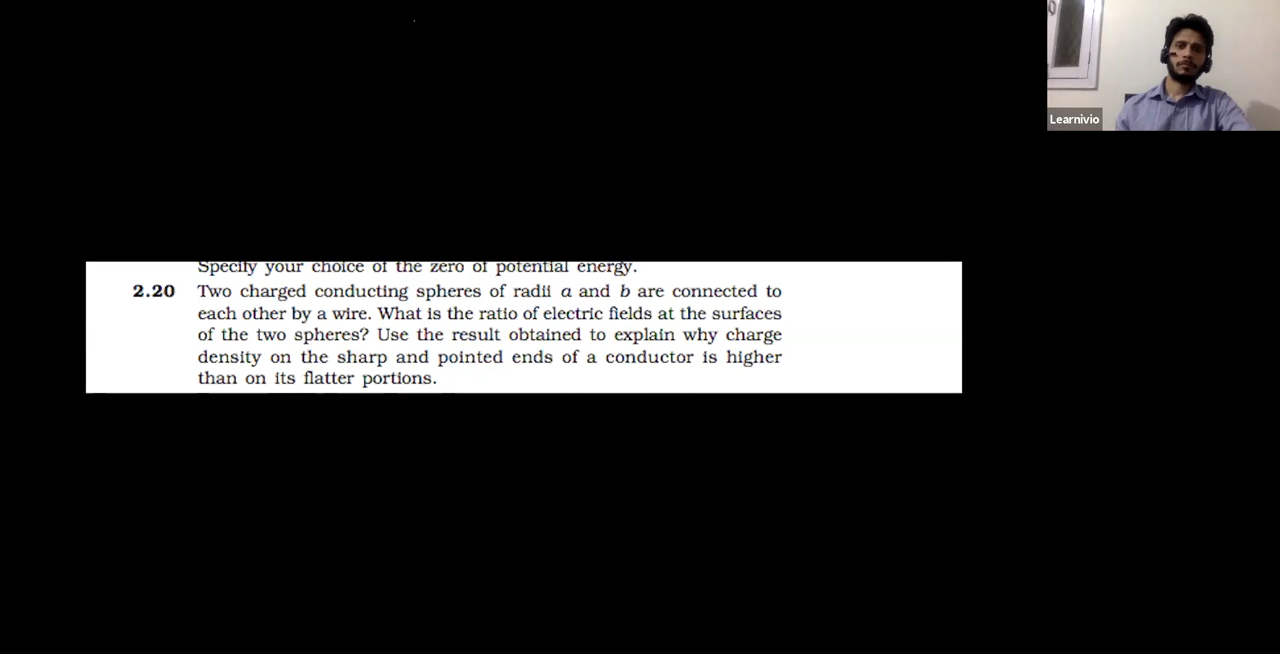 Learnivio
Specify your choice of the zero of potential energy.
2.20 Two charged conducting spheres of radii a and b are connected to
each other by a wire. What is the ratio of electric fields at the surfaces
of the two spheres? Use the result obtained to explain why charge
density on the sharp and pointed ends of a conductor is higher
than on its flatter portions.